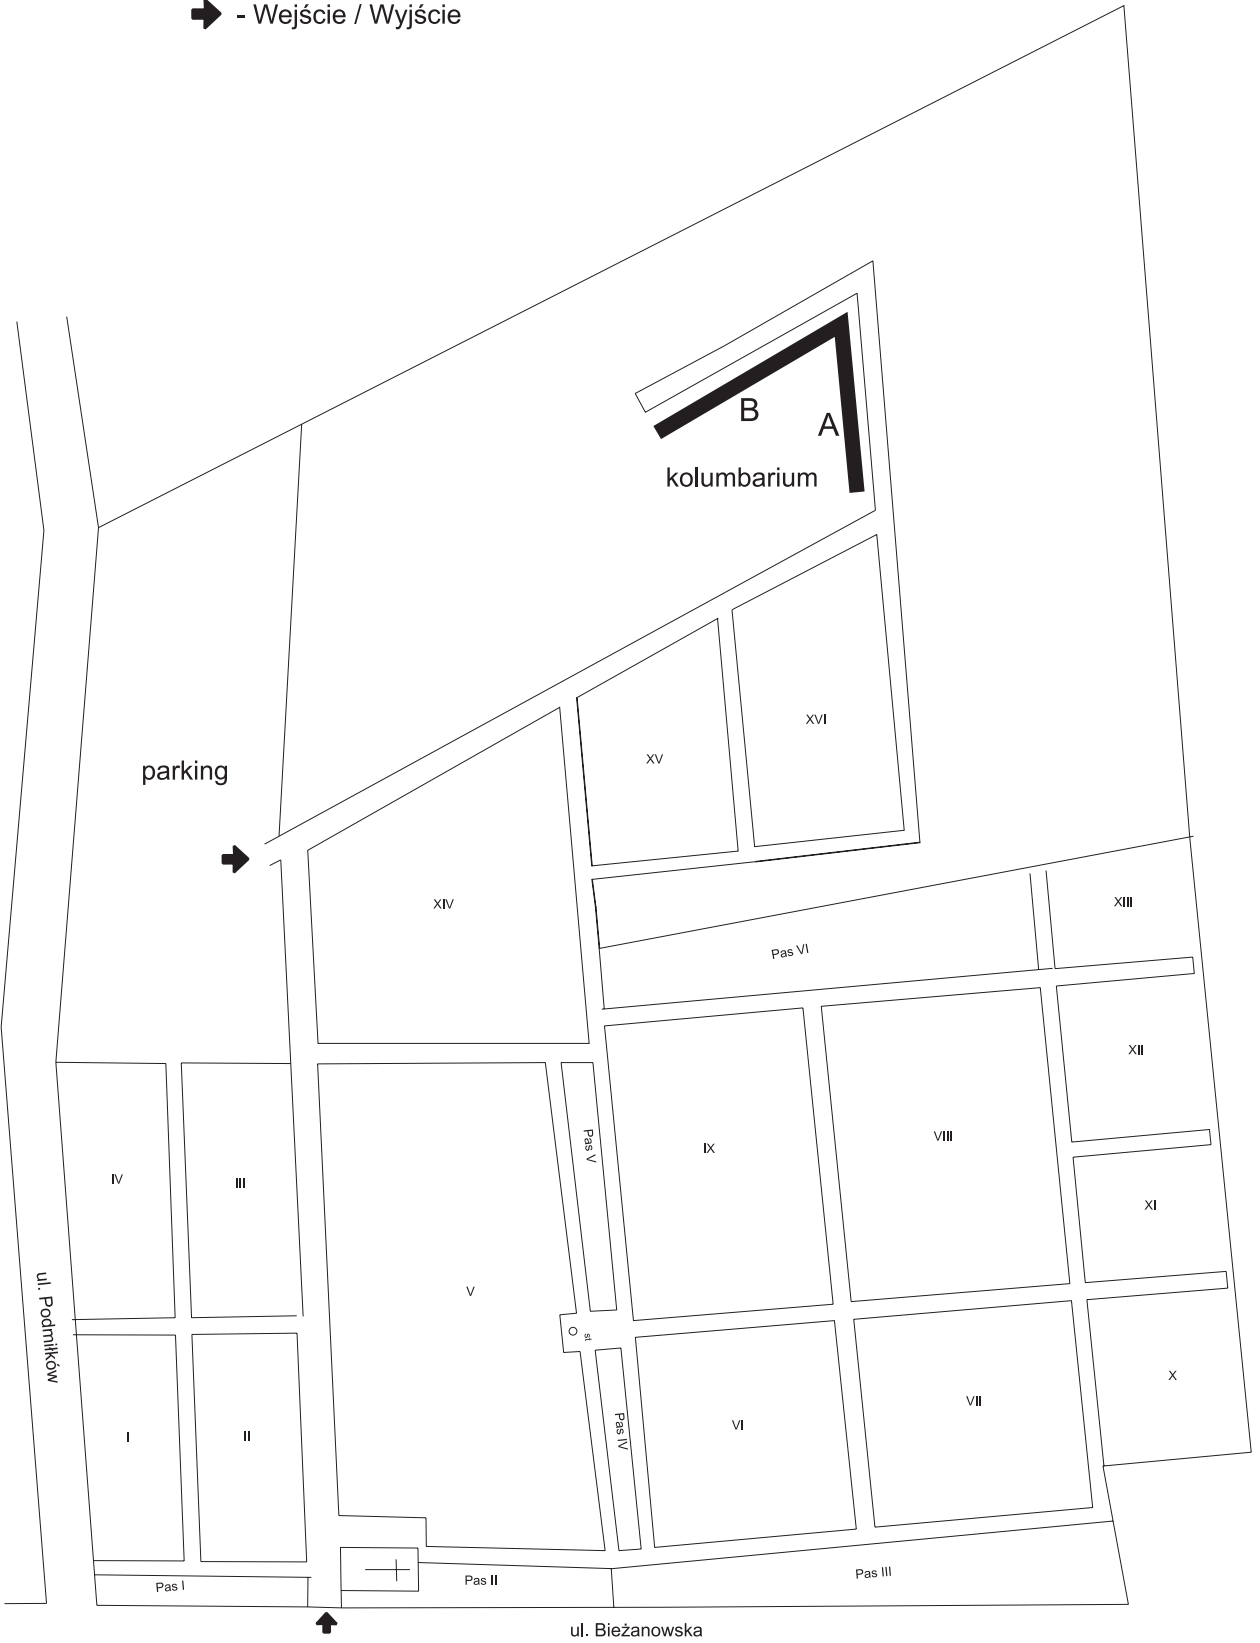 - Wejście / Wyjście
B
A
kolumbarium
XVI
XV
parking
XIV
XIII
Pas VI
XII
Pas V
IX
VIII
IV
III
XI
ul. Podmiłków
V
st
X
VII
Pas IV
VI
I
II
Pas I
Pas II
Pas III
ul. Bieżanowska